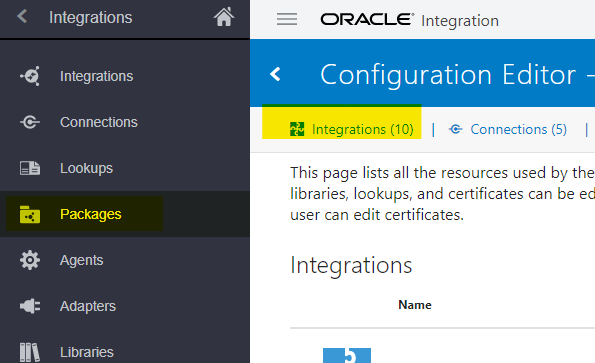 Integrations
Integrations
Connections
Lookups
Packages
Agents
Adapters
Libraries
ORACLE Integration
Configuration Editor -
Integrations (10) | Connections (5) |
This page lists all the resources used by the
libraries, lookups, and certificates can be ed
user can edit certificates.
Integrations
Name
5